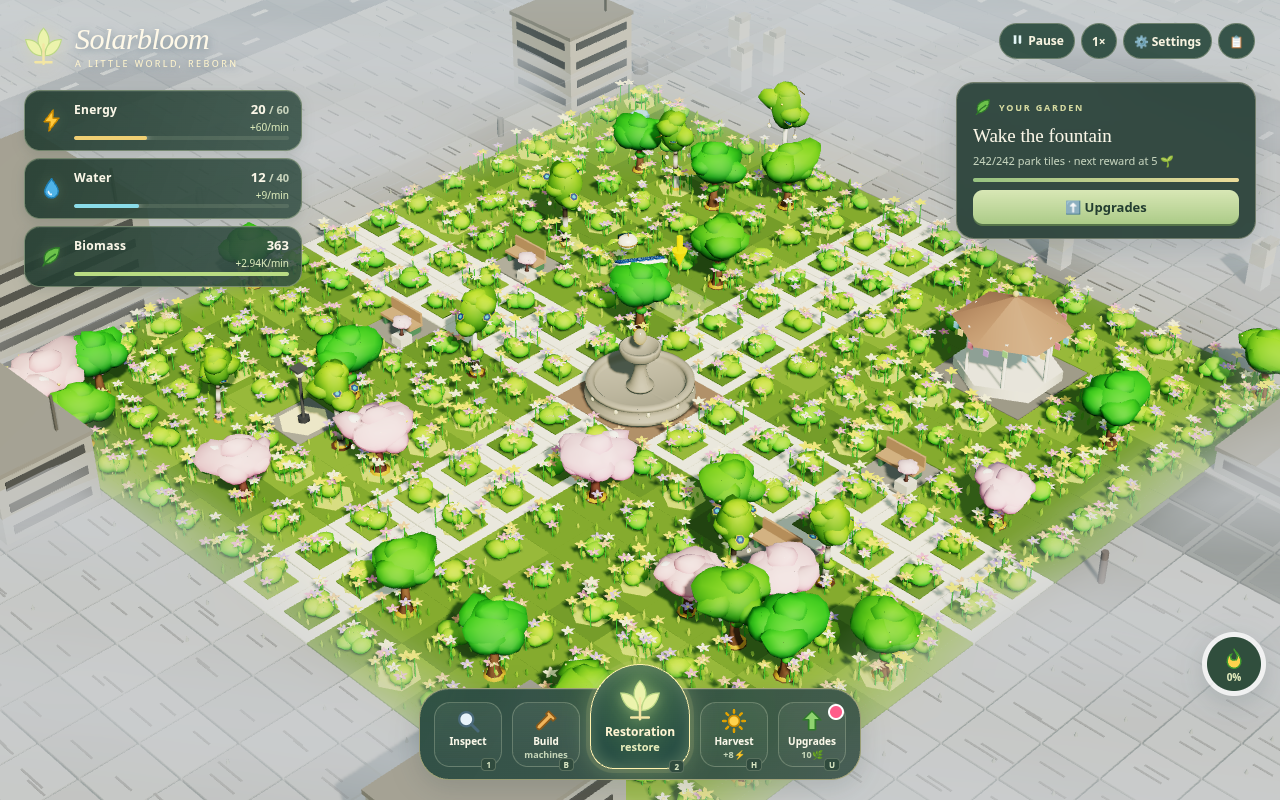 Solarbloom
A LITTLE WORLD, REBORN
Energy
20 / 60
+60/min
Water
12 / 40
+9/min
Biomass
363
+2.94K/min
Pause
1×
Settings
YOUR GARDEN
Wake the fountain
242/242 park tiles · next reward at 5
Upgrades
0%
Inspect
1
Build
machines
B
Restoration
restore
2
Harvest
+8
H
Upgrades
10
U